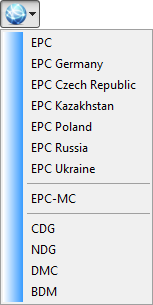 EPC
EPC Germany
EPC Czech Republic
EPC Kazakhstan
EPC Poland
EPC Russia
EPC Ukraine
EPC-MC
CDG
NDG
DMC
BDM